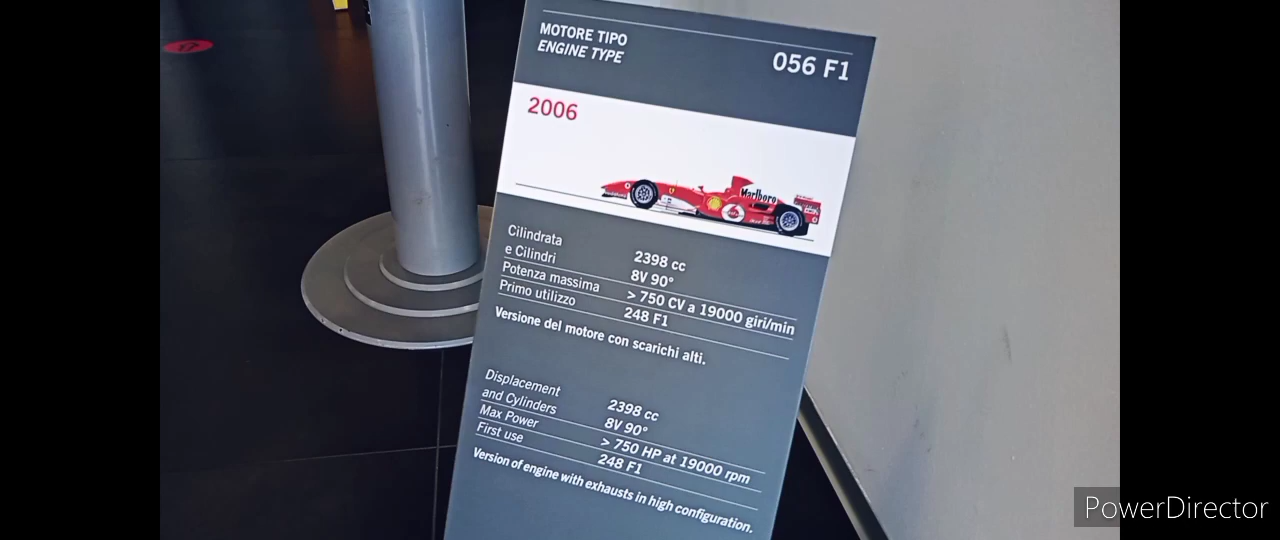 MOTORE TIPO
ENGINE TYPE
056 F1
2006
Marlboro
Cilindrata
e Cilindri
2398 cc
8V 90°
Potenza massima
> 750 CV a 19000 giri/min
Primo utilizzo
248 F1
Versione del motore con scarichi alti.
Displacement
and Cylinders
2398 cc
8V 90°
Max Power
> 750 HP at 19000 rpm
First use
248 F1
Version of engine with exhausts in high configuration.
PowerDirector